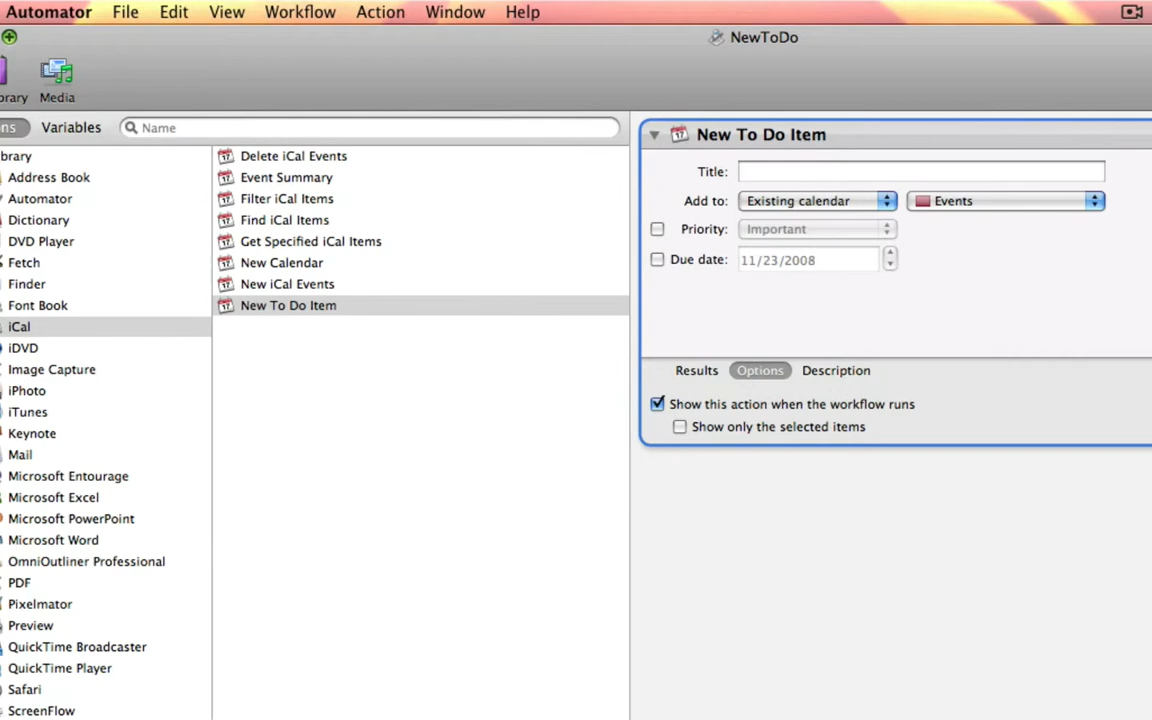 Automator File Edit View Workflow Action Window Help
NewToDo
brary Media
ns Variables Name
brary
Address Book
Automator
Dictionary
DVD Player
Fetch
Finder
Font Book
iCal
iDVD
Image Capture
iPhoto
iTunes
Keynote
Mail
Microsoft Entourage
Microsoft Excel
Microsoft PowerPoint
Microsoft Word
OmniOutliner Professional
PDF
Pixelmator
Preview
QuickTime Broadcaster
QuickTime Player
Safari
ScreenFlow
Delete iCal Events
Event Summary
Filter iCal Items
Find iCal Items
Get Specified iCal Items
New Calendar
New iCal Events
New To Do Item
New To Do Item
Title:
Add to: Existing calendar Events
Priority: Important
Due date: 11/23/2008
Results Options Description
Show this action when the workflow runs
Show only the selected items